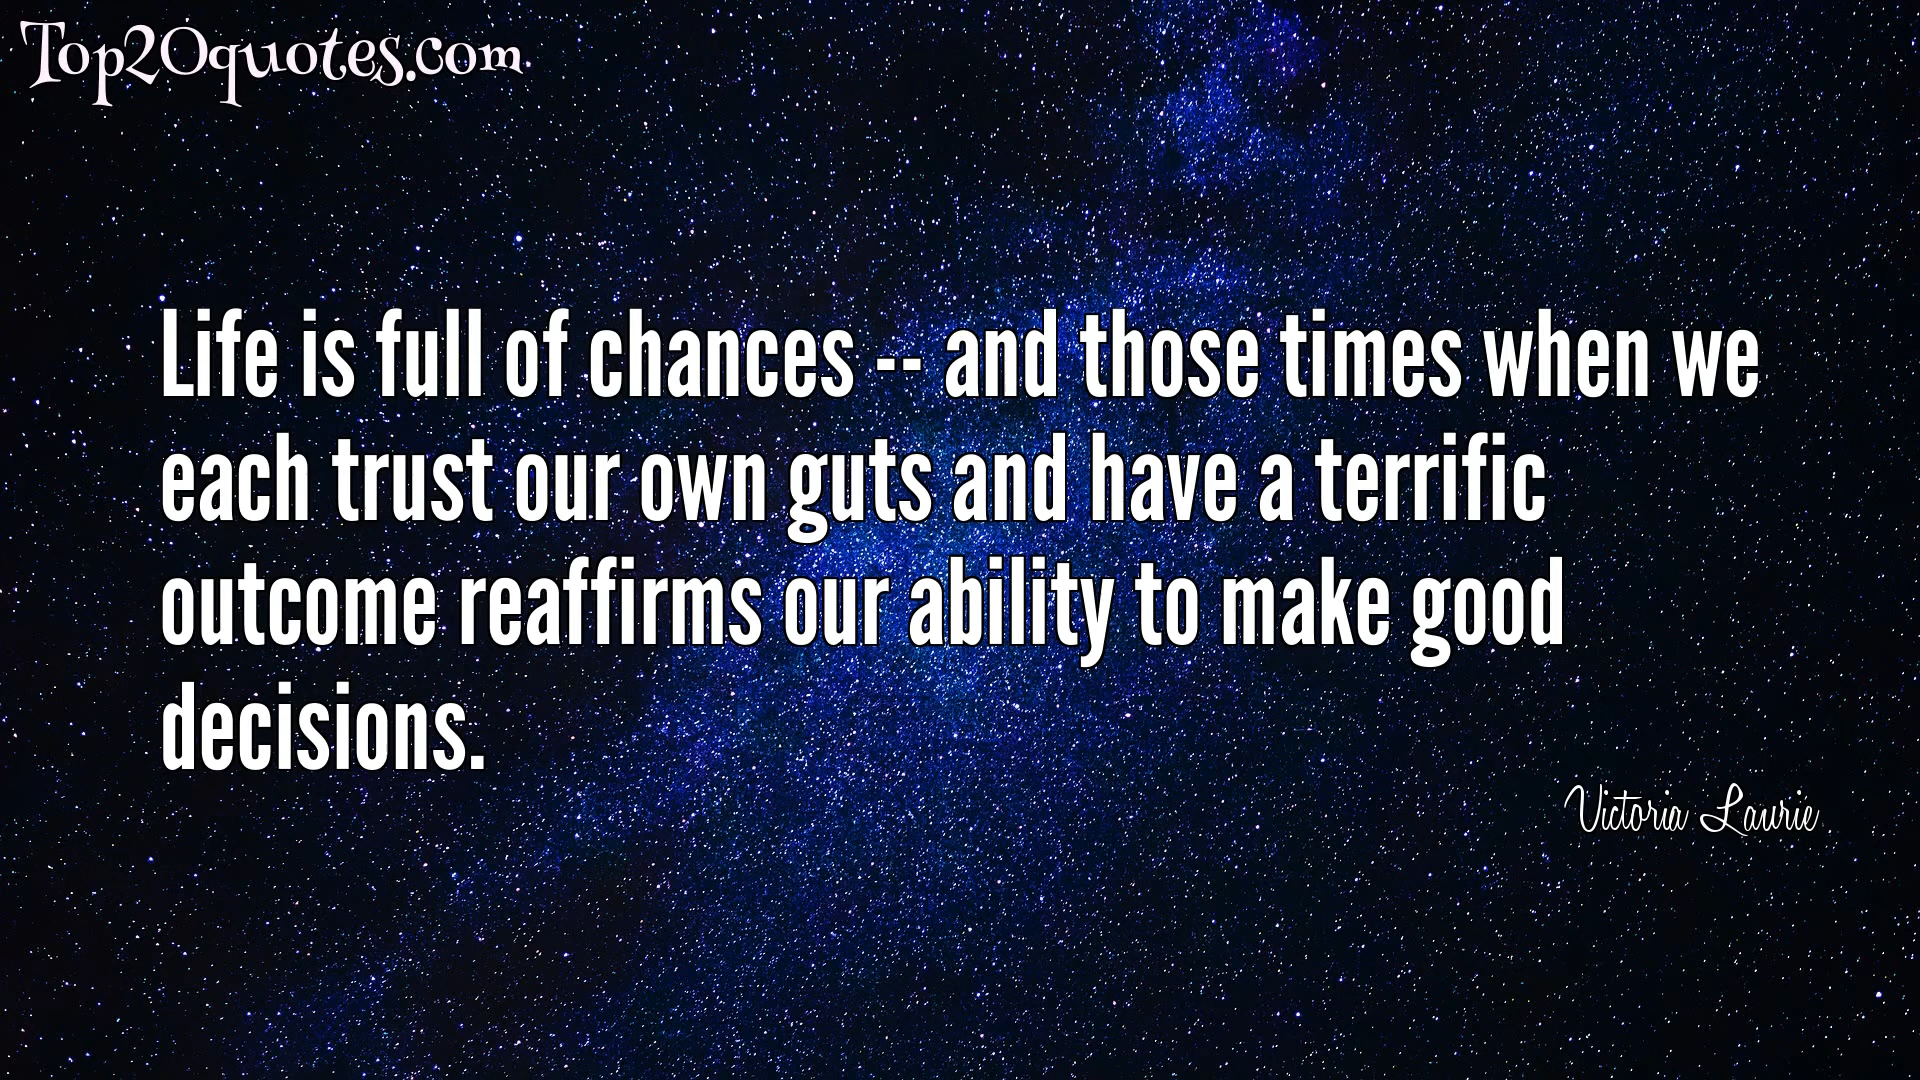 Top20quotes.com
Life is full of chances -- and those times when we
each trust our own guts and have a terrific
outcome reaffirms our ability to make good
decisions.
Victoria Laurie